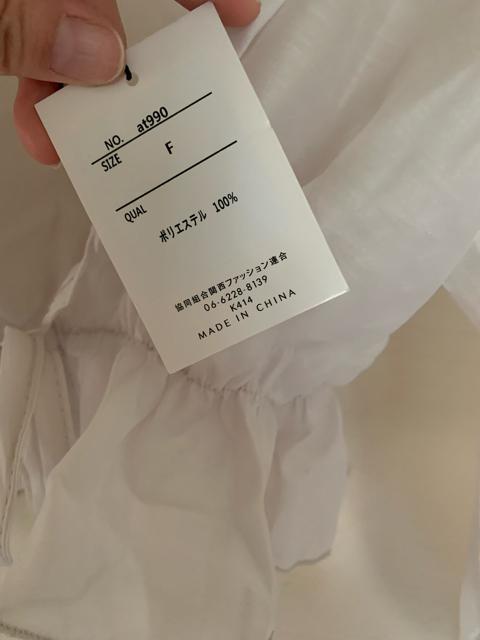 NO. at990
SIZE F
QUAL
ポリエステル 100%
協同組合関西ファッション連合
06-6228-8139
K414
MADE IN CHINA